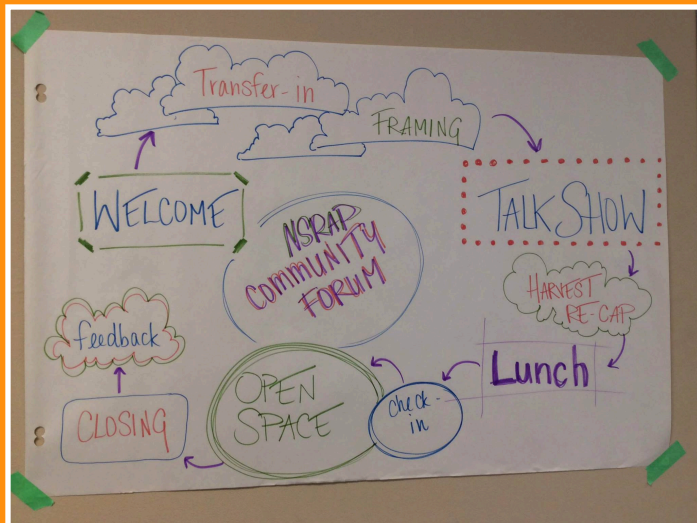 WELCOME
Transfer-in
FRAMING
TALK SHOW
HARVEST
RE-CAP
Lunch
check-
in
OPEN
SPACE
CLOSING
feedback
NSRAP
COMMUNITY
FORUM